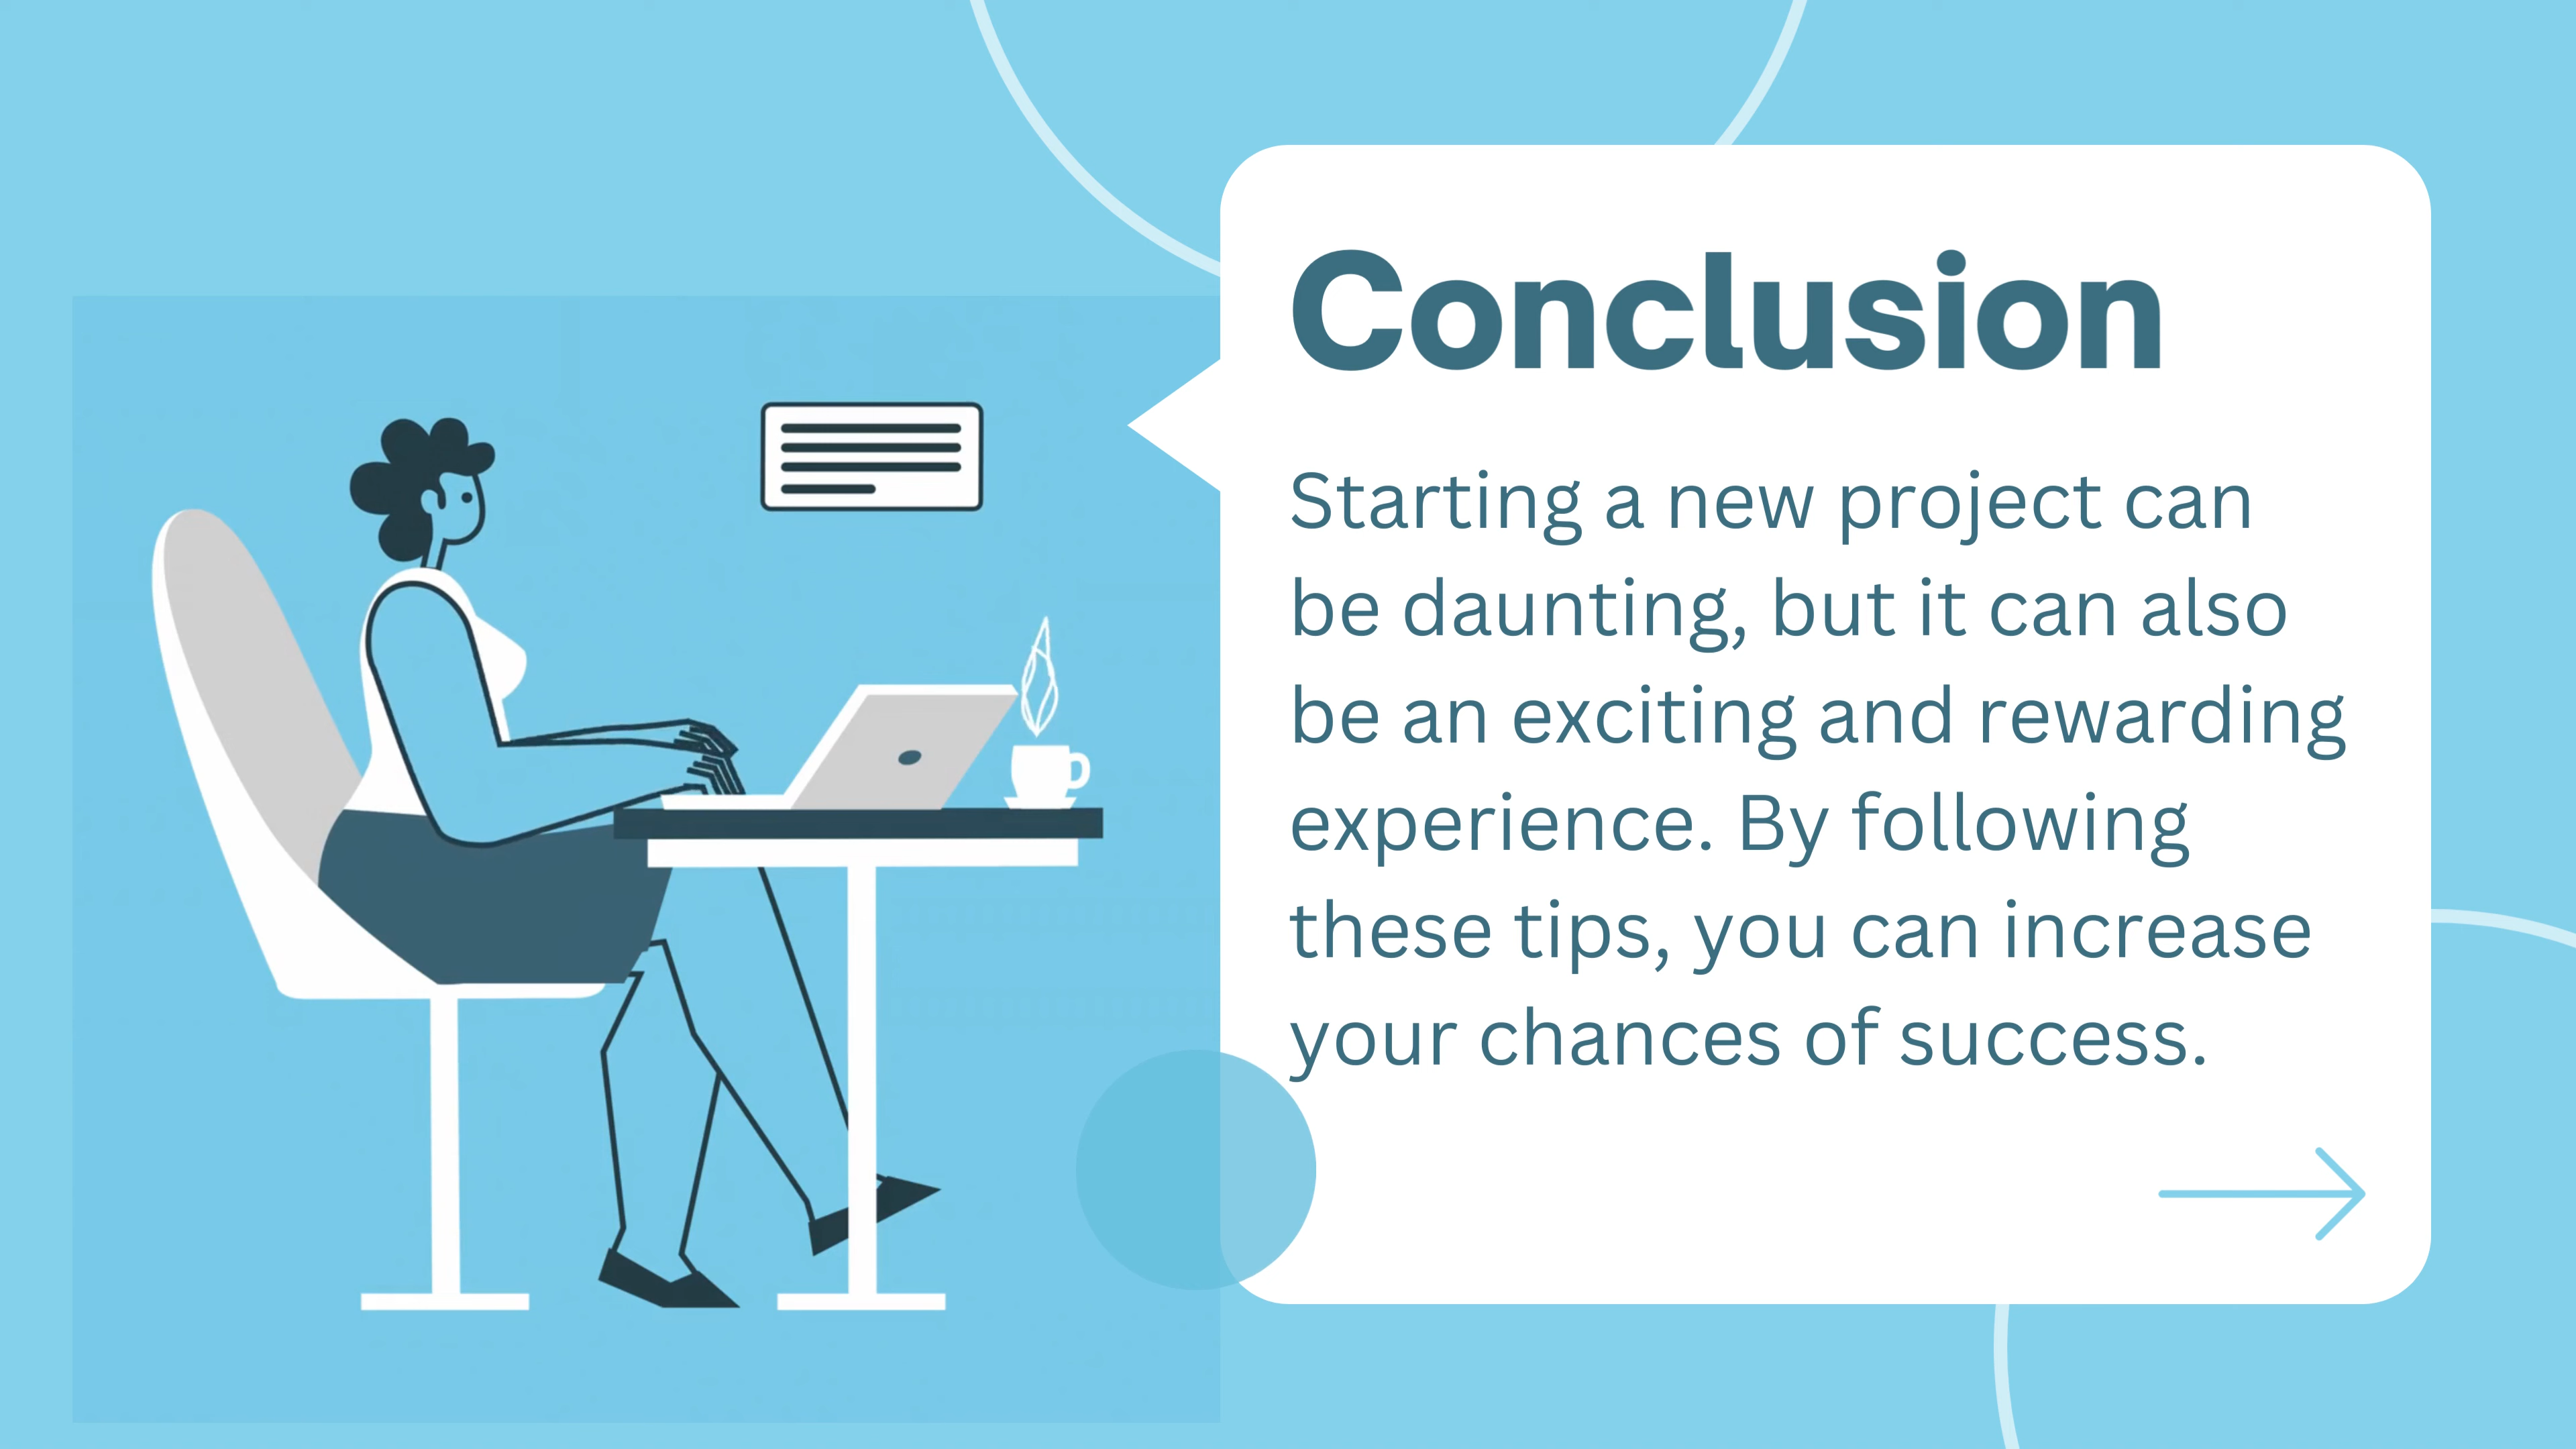 Conclusion
Starting a new project can
be daunting, but it can also
be an exciting and rewarding
experience. By following
these tips, you can increase
your chances of success.